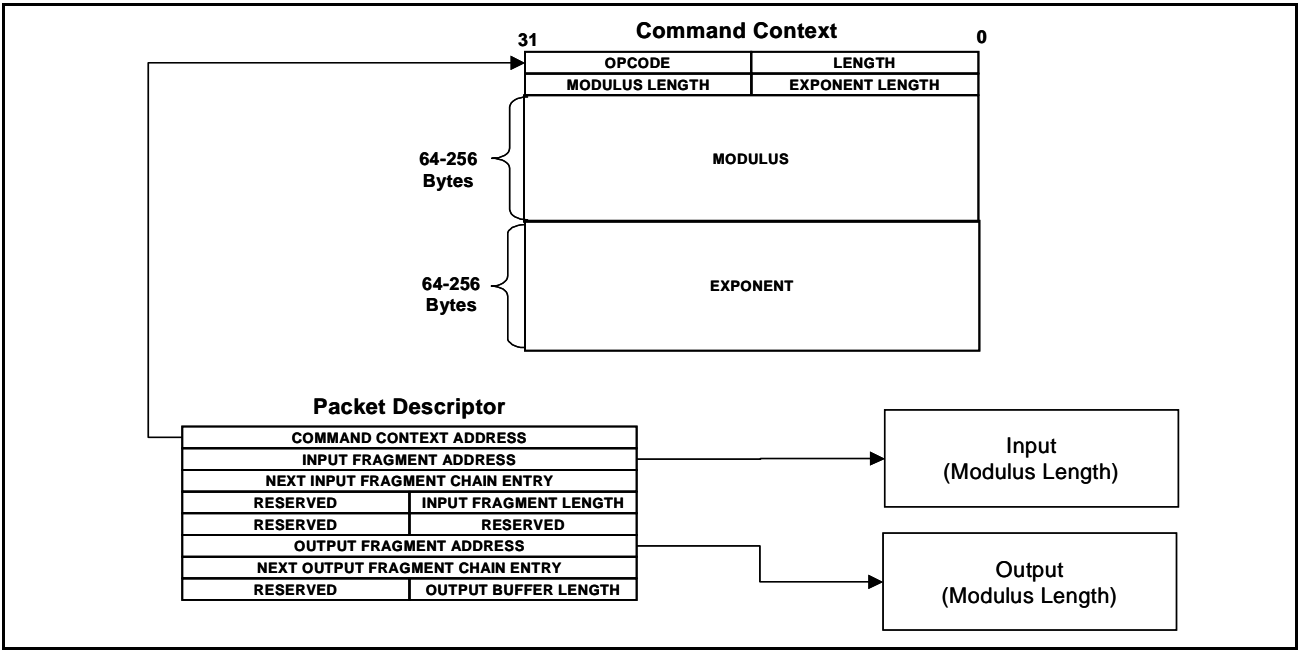 Command Context
31
0
OPCODE LENGTH
MODULUS LENGTH EXPONENT LENGTH
64-256
Bytes
MODULUS
64-256
Bytes
EXPONENT
Packet Descriptor
COMMAND CONTEXT ADDRESS
INPUT FRAGMENT ADDRESS
NEXT INPUT FRAGMENT CHAIN ENTRY
RESERVED INPUT FRAGMENT LENGTH
RESERVED RESERVED
OUTPUT FRAGMENT ADDRESS
NEXT OUTPUT FRAGMENT CHAIN ENTRY
RESERVED OUTPUT BUFFER LENGTH
Input
(Modulus Length)
Output
(Modulus Length)